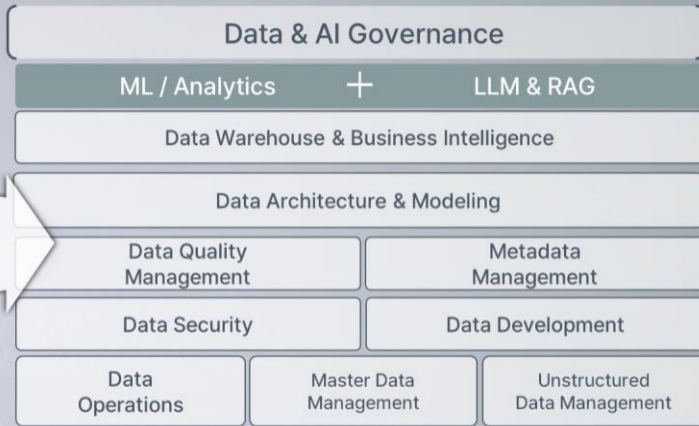 Data & AI Governance
ML / Analytics + LLM & RAG
Data Warehouse & Business Intelligence
Data Architecture & Modeling
Data Quality
Management
Metadata
Management
Data Security
Data Development
Data
Operations
Master Data
Management
Unstructured
Data Management